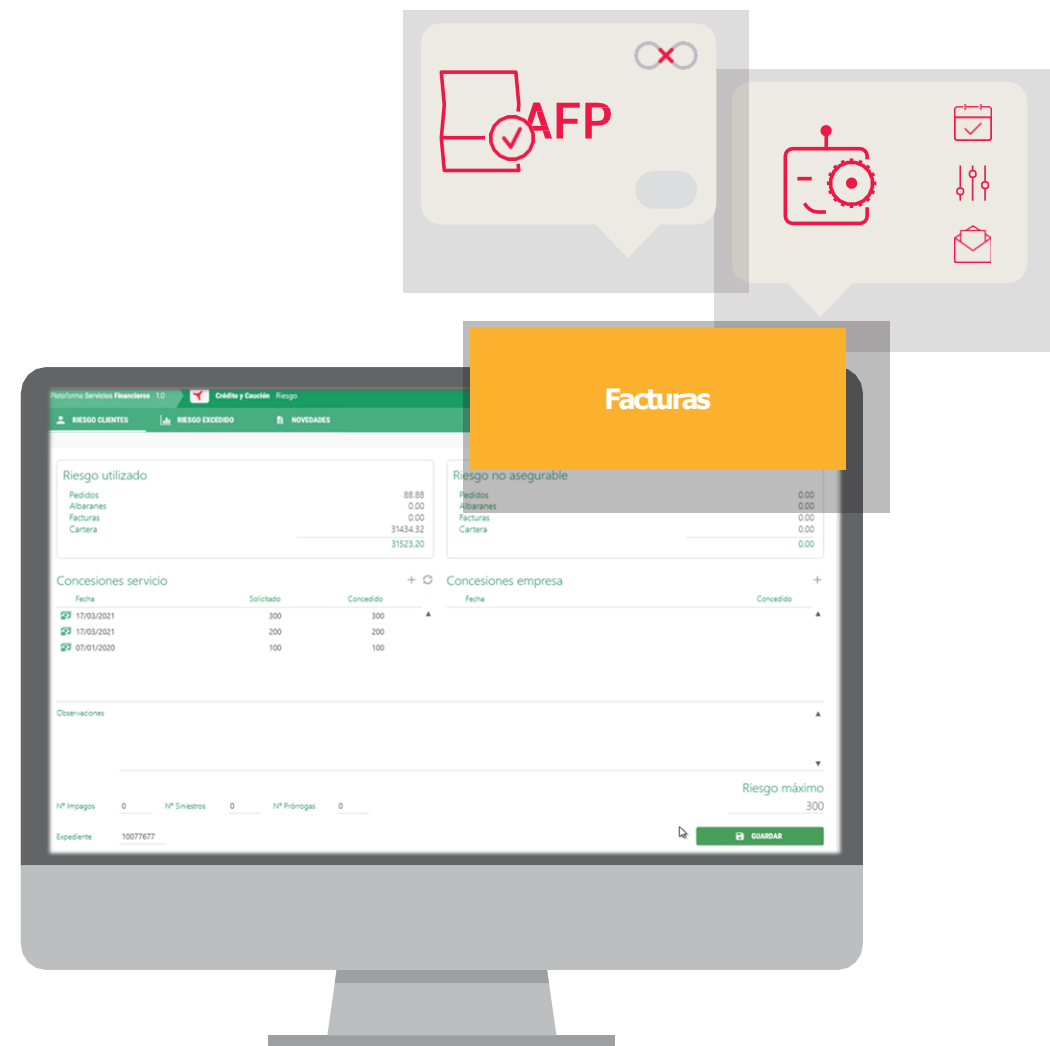 AFP
Facturas
Plataforma Servicios Financieros 1.0 Crédito y Caución Riesgo
RIESGO CLIENTES RIESGO EXCEDIDO NOVEDADES
Riesgo utilizado
Pedidos 88.88
Albaranes 0.00
Facturas 0.00
Cartera 31434.32
31523.20
Riesgo no asegurable
Pedidos 0.00
Albaranes 0.00
Facturas 0.00
Cartera 0.00
0.00
Concesiones servicio
Fecha Solicitado Concedido
17/03/2021 300 300
17/03/2021 200 200
07/01/2020 100 100
Concesiones empresa
Fecha Concedido
Observaciones
Riesgo máximo
300
Nº Impagos 0 Nº Siniestros 0 Nº Prórrogas 0
Expediente 10077677
GUARDAR